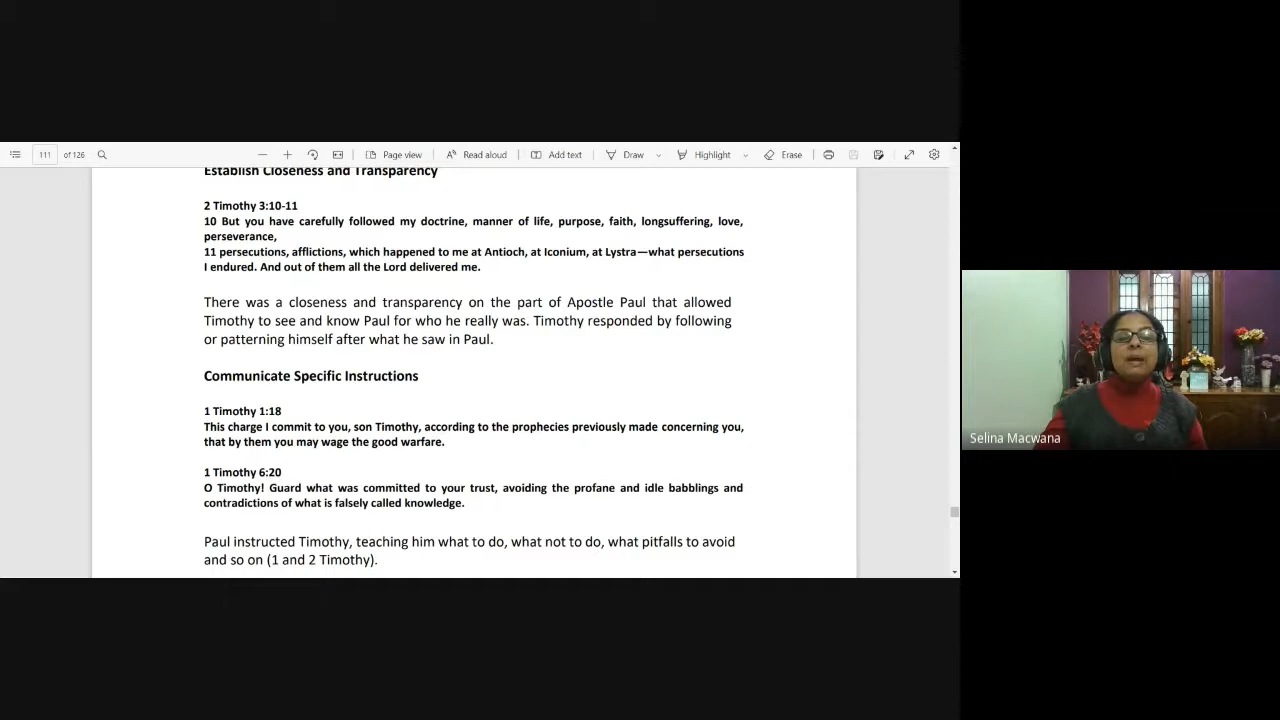 111 of 126 Page view Read aloud Add text Draw Highlight Erase
Establish Closeness and Transparency
2 Timothy 3:10-11
10 But you have carefully followed my doctrine, manner of life, purpose, faith, longsuffering, love,
perseverance,
11 persecutions, afflictions, which happened to me at Antioch, at Iconium, at Lystra—what persecutions
I endured. And out of them all the Lord delivered me.
There was a closeness and transparency on the part of Apostle Paul that allowed
Timothy to see and know Paul for who he really was. Timothy responded by following
or patterning himself after what he saw in Paul.
Communicate Specific Instructions
1 Timothy 1:18
This charge I commit to you, son Timothy, according to the prophecies previously made concerning you,
that by them you may wage the good warfare.
1 Timothy 6:20
O Timothy! Guard what was committed to your trust, avoiding the profane and idle babblings and
contradictions of what is falsely called knowledge.
Paul instructed Timothy, teaching him what to do, what not to do, what pitfalls to avoid
and so on (1 and 2 Timothy).
Selina Macwana